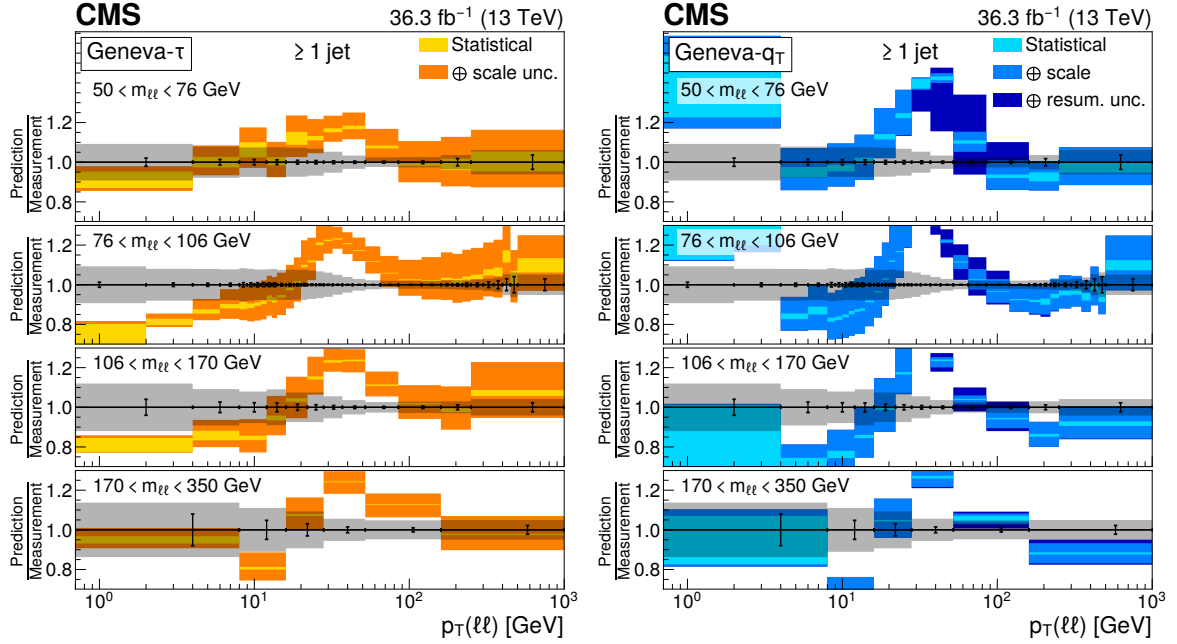 CMS 36.3 fb⁻¹ (13 TeV)
Geneva-τ ≥ 1 jet Statistical
⊕ scale unc.
50 < mℓℓ < 76 GeV
Prediction
Measurement
1.2
1.0
0.8
76 < mℓℓ < 106 GeV
Prediction
Measurement
1.2
1.0
0.8
106 < mℓℓ < 170 GeV
Prediction
Measurement
1.2
1.0
0.8
170 < mℓℓ < 350 GeV
Prediction
Measurement
1.2
1.0
0.8
10⁰ 10¹ 10² 10³
pT(ℓℓ) [GeV]
CMS 36.3 fb⁻¹ (13 TeV)
Geneva-qT ≥ 1 jet Statistical
⊕ scale
⊕ resum. unc.
50 < mℓℓ < 76 GeV
Prediction
Measurement
1.2
1.0
0.8
76 < mℓℓ < 106 GeV
Prediction
Measurement
1.2
1.0
0.8
106 < mℓℓ < 170 GeV
Prediction
Measurement
1.2
1.0
0.8
170 < mℓℓ < 350 GeV
Prediction
Measurement
1.2
1.0
0.8
10⁰ 10¹ 10² 10³
pT(ℓℓ) [GeV]